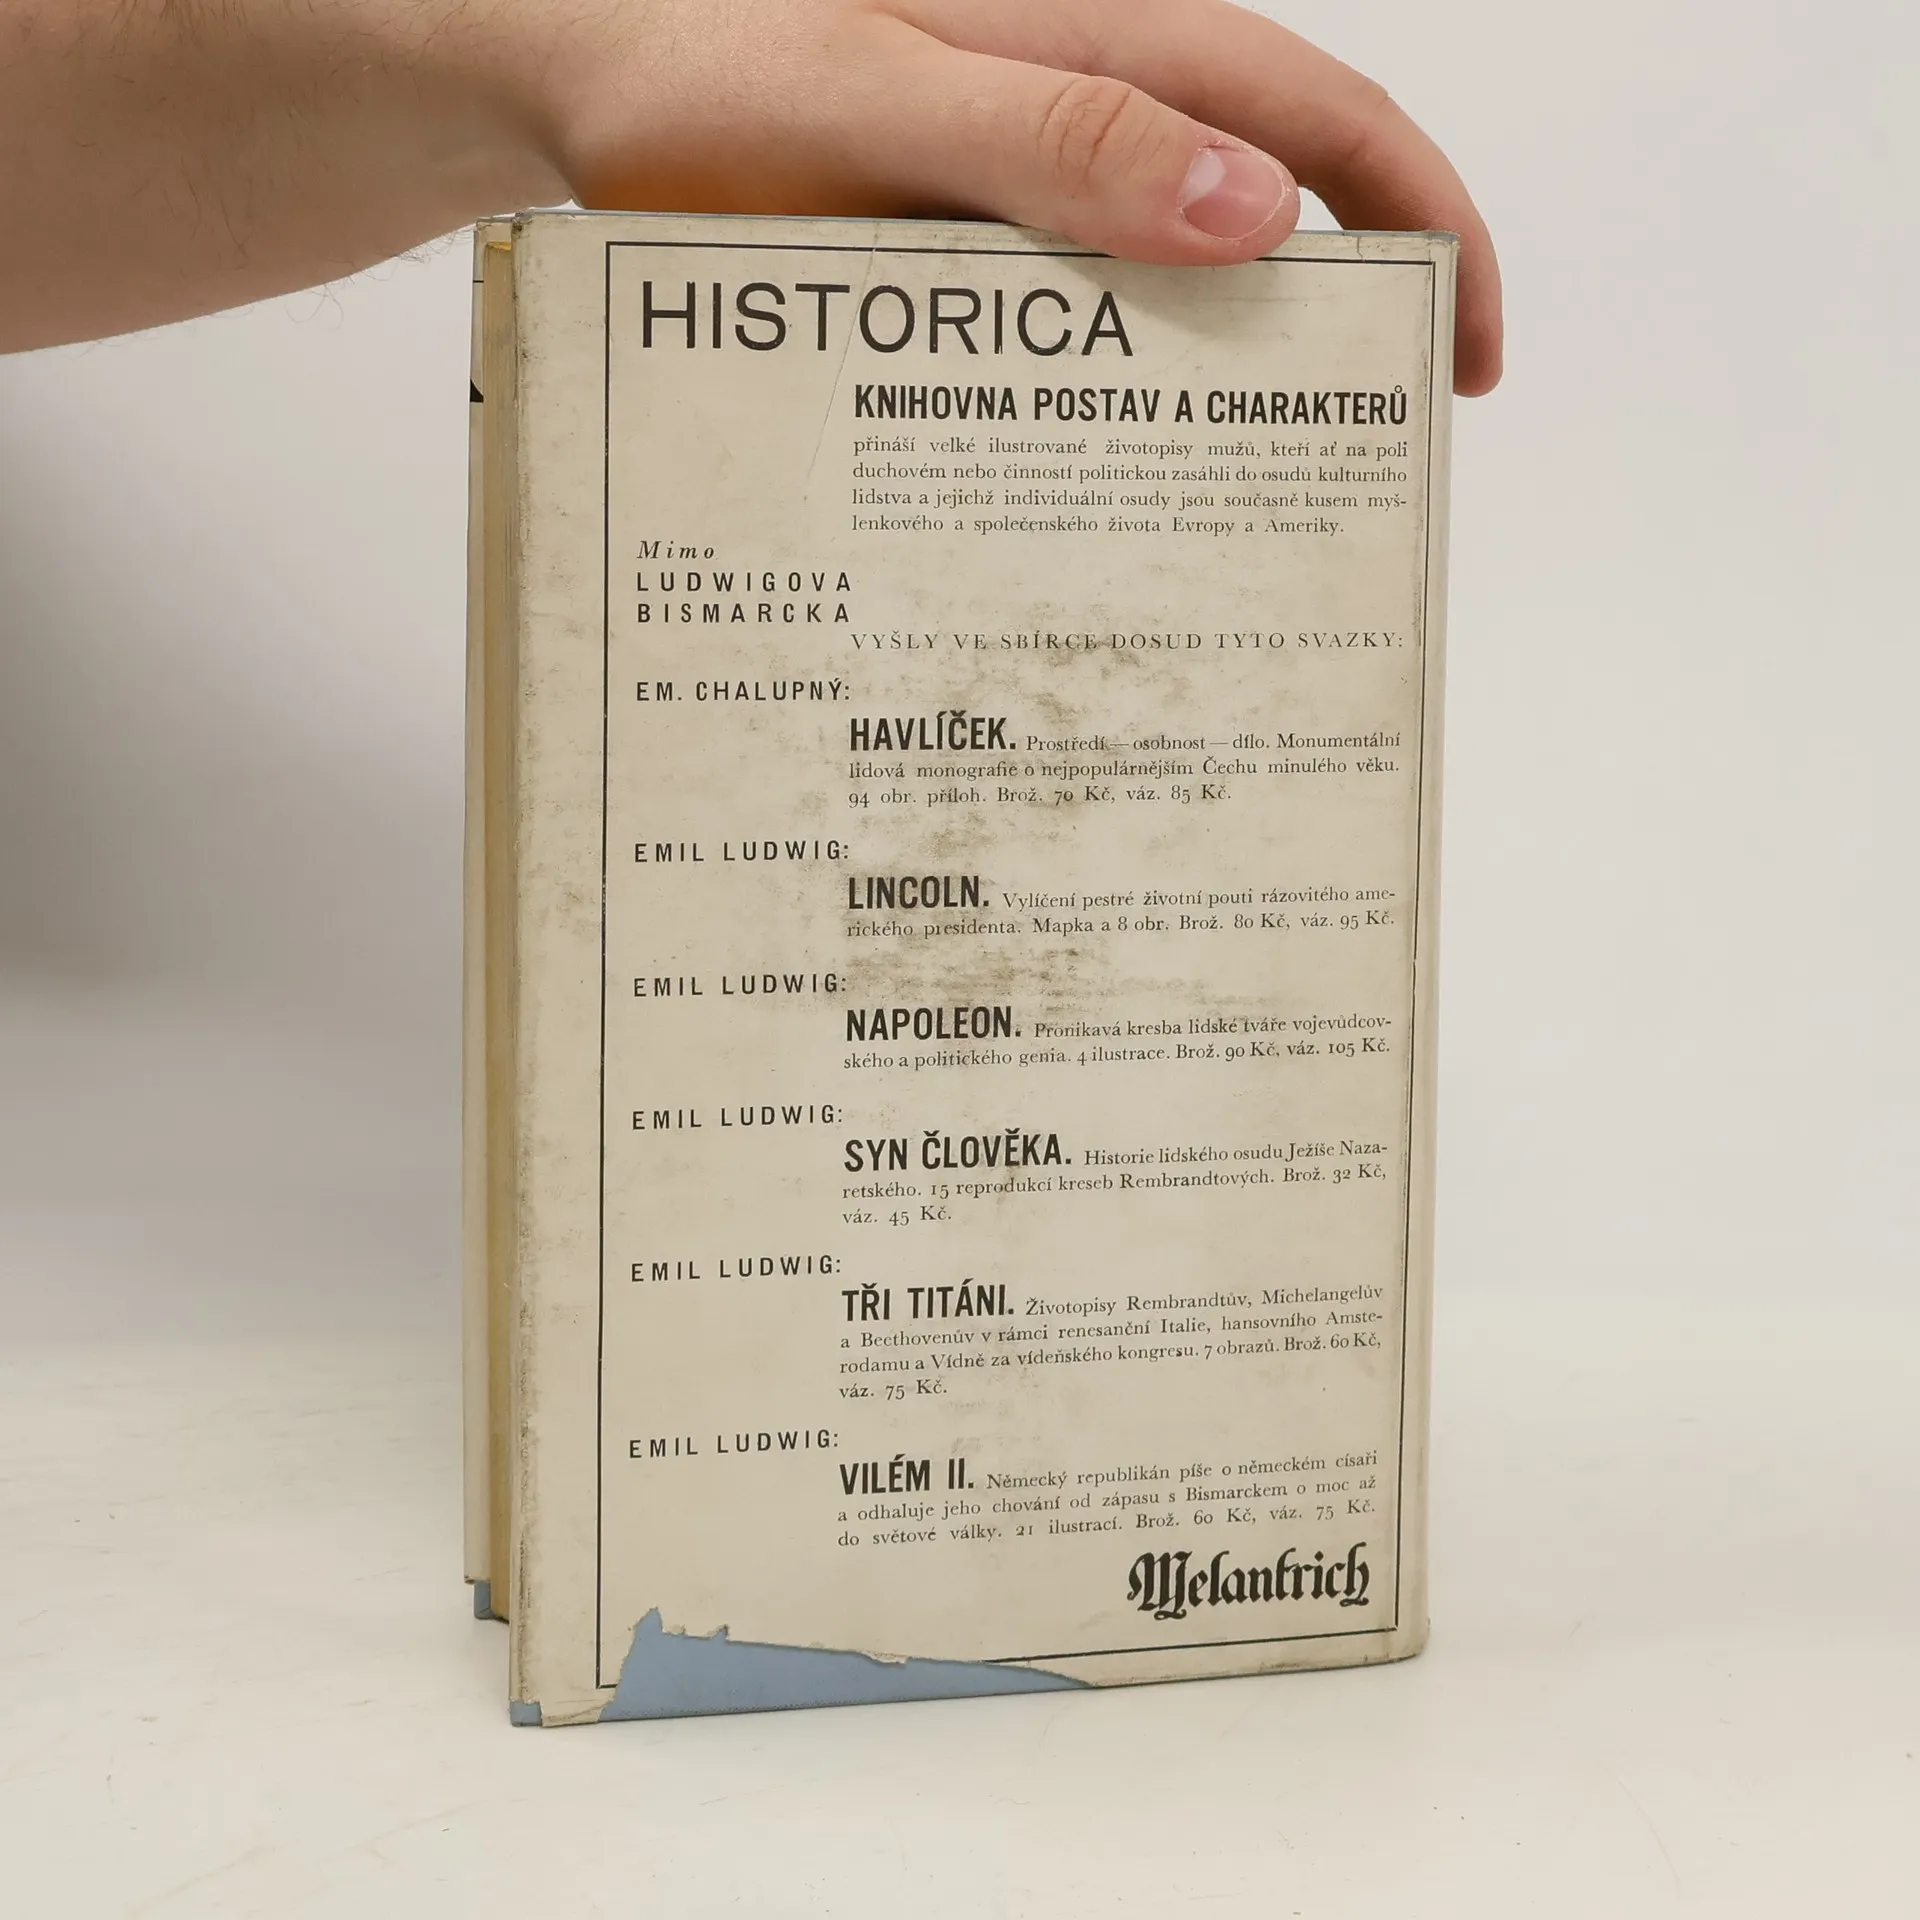 HISTORICA
KNIHOVNA POSTAV A CHARAKTERŮ
přináší velké ilustrované životopisy mužů, kteří ať na poli
duchovém nebo činností politickou zasáhli do osudů kulturního
lidstva a jejichž individuální osudy jsou současně kusem myš-
lenkového a společenského života Evropy a Ameriky.
Mimo
LUDWIGOVA
BISMARCKA
VYŠLY VE SBÍRCE DOSUD TYTO SVAZKY:
EM. CHALUPNÝ:
HAVLÍČEK. Prostředí — osobnost — dílo. Monumentální
lidová monografie o nejpopulárnějším Čechu minulého věku.
94 obr. příloh. Brož. 70 Kč, váz. 85 Kč.
EMIL LUDWIG:
LINCOLN. Vylíčení pestré životní pouti rázovitého ame-
rického presidenta. Mapka a 8 obr. Brož. 80 Kč, váz. 95 Kč.
EMIL LUDWIG:
NAPOLEON. Pronikavá kresba lidské tváře vojevůdcov-
ského a politického genia. 4 ilustrace. Brož. 90 Kč, váz. 105 Kč.
EMIL LUDWIG:
SYN ČLOVĚKA. Historie lidského osudu Ježíše Naza-
retského. 15 reprodukcí kreseb Rembrandtových. Brož. 32 Kč,
váz. 45 Kč.
EMIL LUDWIG:
TŘI TITÁNI. Životopisy Rembrandtův, Michelangelův
a Beethovenův v rámci renesanční Italie, hansovního Amste-
rodamu a Vídně za vídeňského kongresu. 7 obrazů. Brož. 60 Kč,
váz. 75 Kč.
EMIL LUDWIG:
VILÉM II. Německý republikán píše o německém císaři
a odhaluje jeho chování od zápasu s Bismarckem o moc až
do světové války. 21 ilustrací. Brož. 60 Kč, váz. 75 Kč.
Melantrich